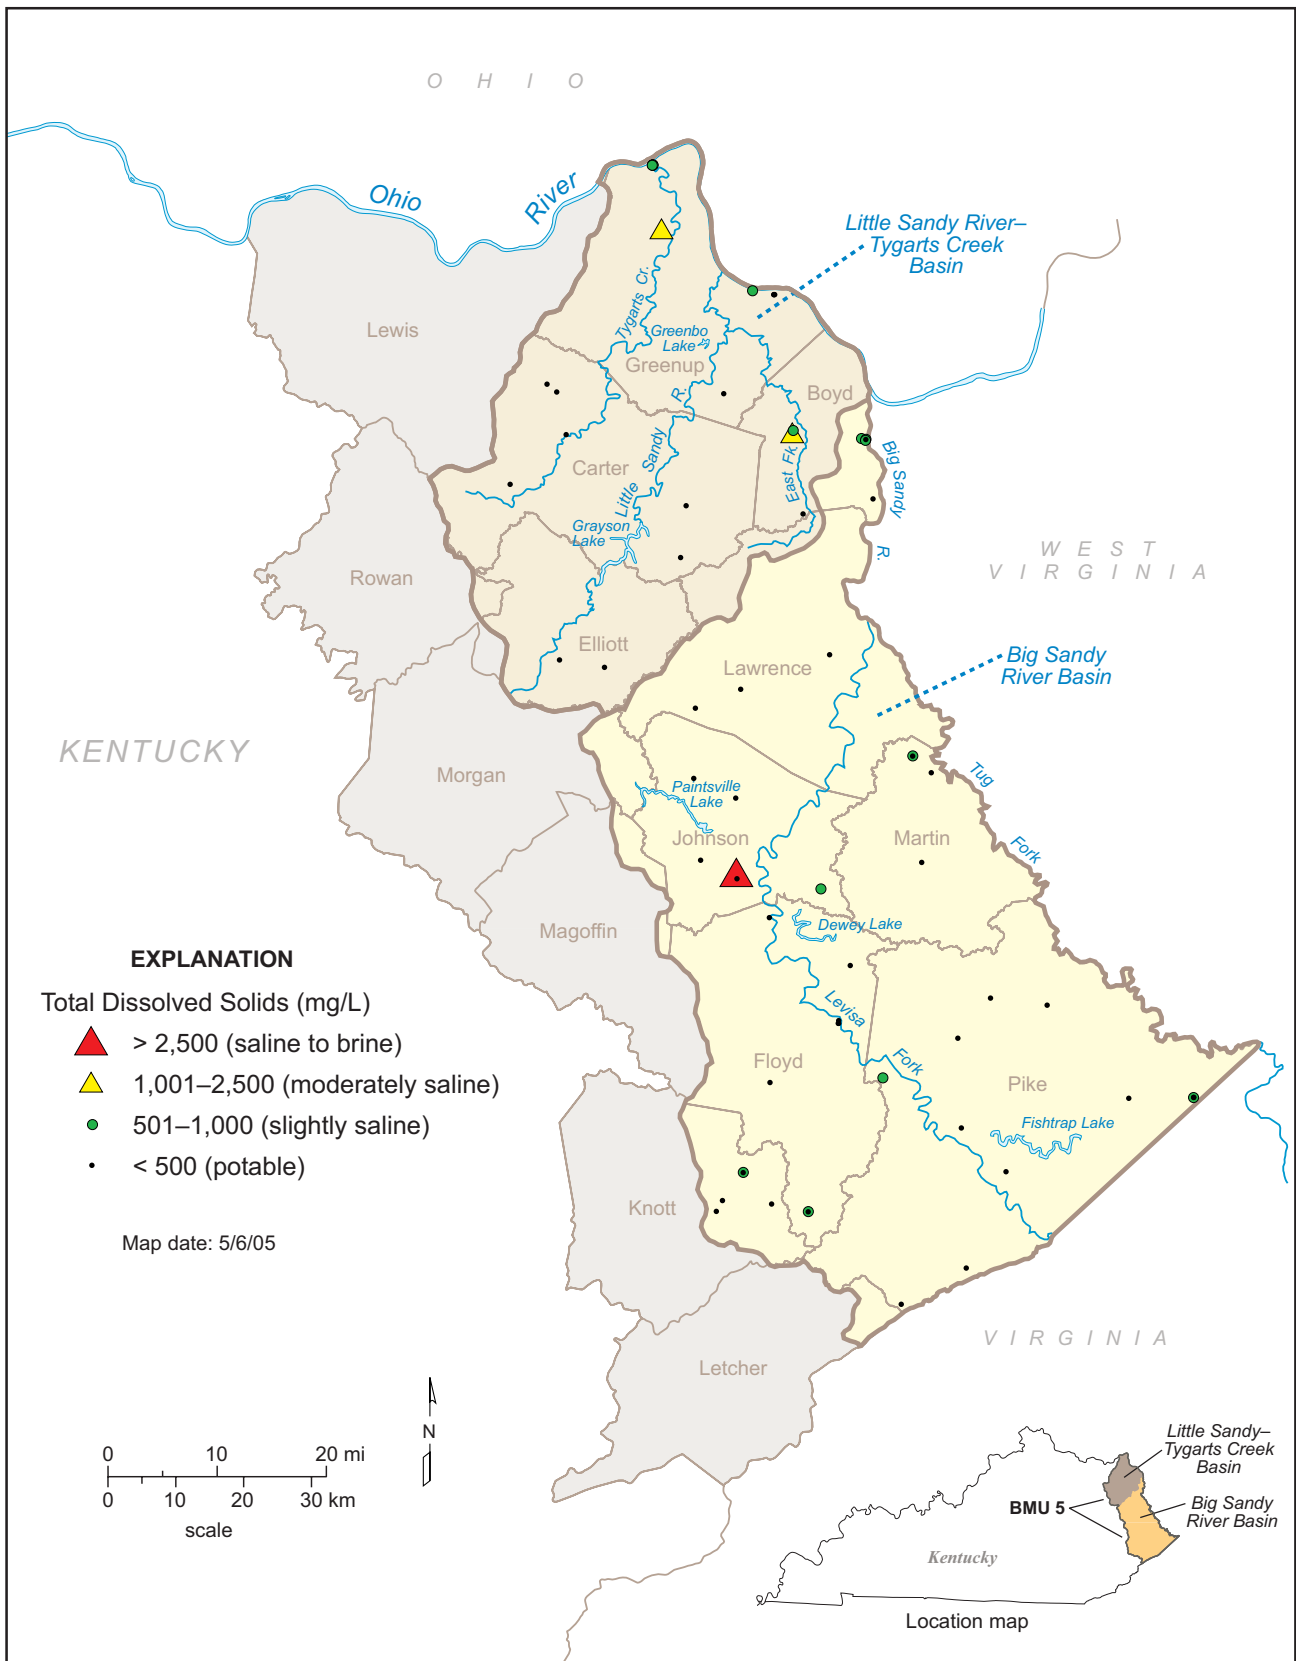 O H I O
Ohio
River
Little Sandy River–
Tygarts Creek
Basin
Tygarts Cr.
Lewis
Greenbo
Lake
Greenup
R.
Boyd
Sandy
Little
East Fk.
Big Sandy
R.
Carter
Grayson
Lake
W E S T
V I R G I N I A
Rowan
Elliott
Lawrence
Big Sandy
River Basin
KENTUCKY
Morgan
Paintsville
Lake
Johnson
Martin
Tug
Fork
Magoffin
Dewey Lake
Levisa
Fork
Floyd
Pike
Fishtrap Lake
Knott
Letcher
V I R G I N I A
EXPLANATION
Total Dissolved Solids (mg/L)
> 2,500 (saline to brine)
1,001–2,500 (moderately saline)
501–1,000 (slightly saline)
< 500 (potable)
Map date: 5/6/05
N
0 10 20 mi
0 10 20 30 km
scale
Little Sandy–
Tygarts Creek
Basin
BMU 5
Big Sandy
River Basin
Kentucky
Location map